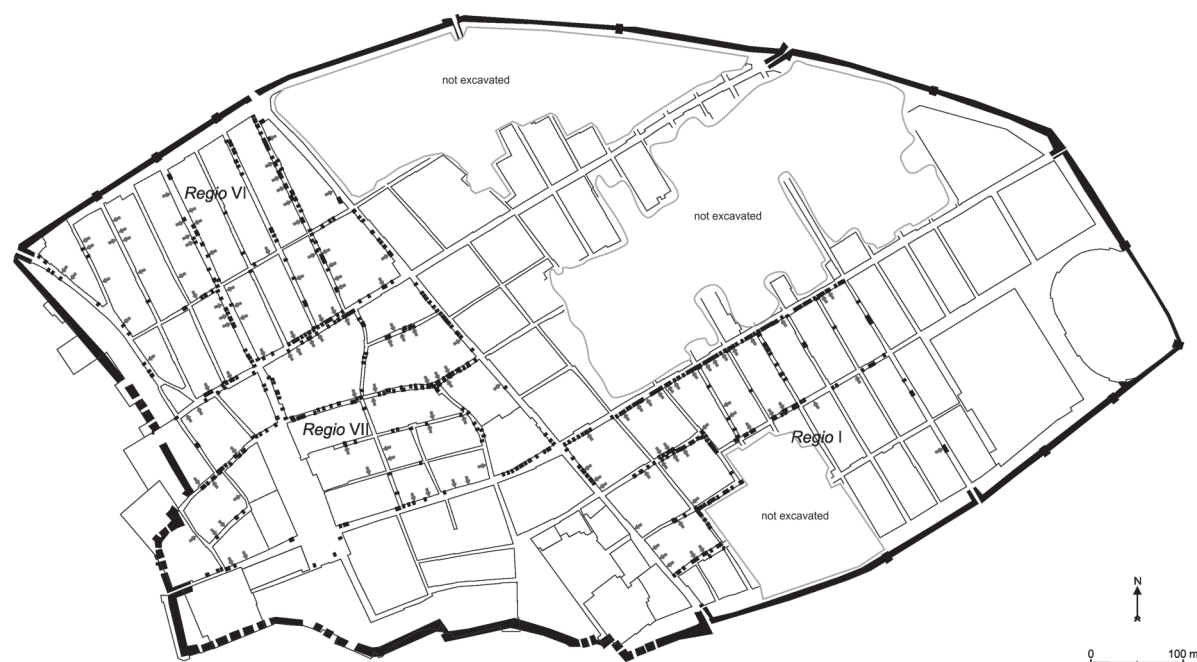 not excavated
Regio VI
not excavated
Regio VII
Regio I
not excavated
N
0 100 m